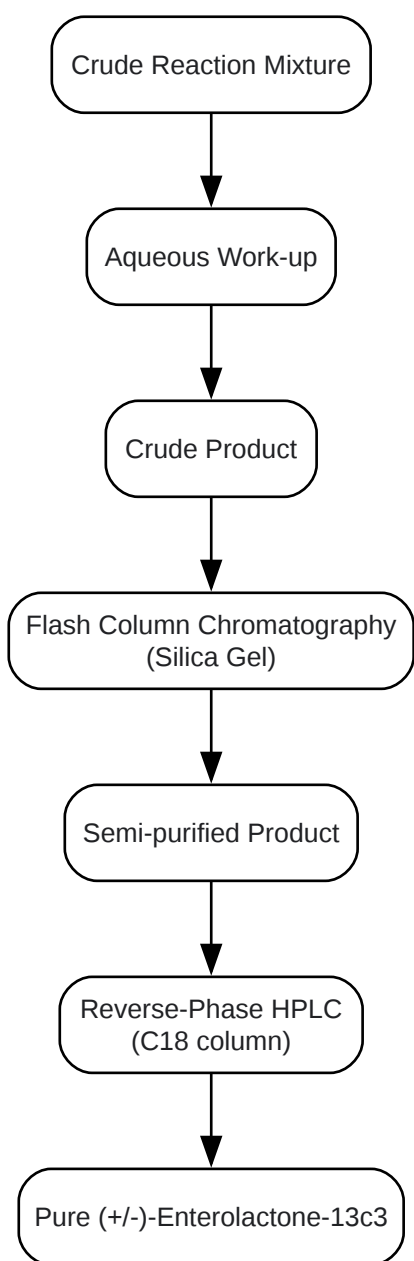 Crude Reaction Mixture
Aqueous Work-up
Crude Product
Flash Column Chromatography
(Silica Gel)
Semi-purified Product
Reverse-Phase HPLC
(C18 column)
Pure (+/-)-Enterolactone-13c3